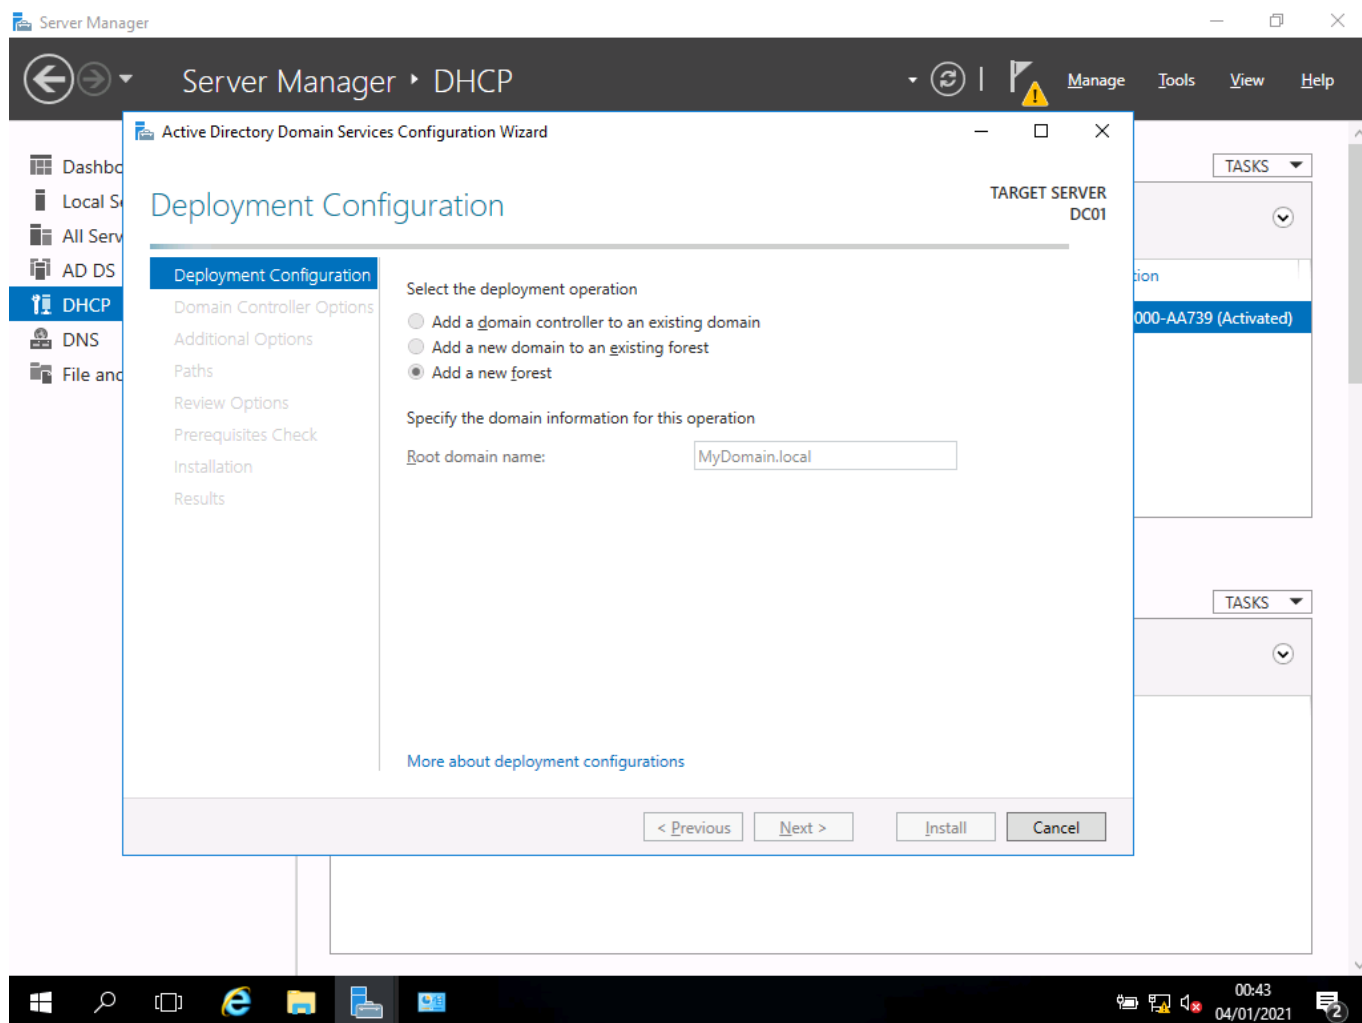 Server Manager
Server Manager ‣ DHCP
Manage Tools View Help
Active Directory Domain Services Configuration Wizard
Dashbo
Local Se
All Serv
AD DS
DHCP
DNS
File and
TASKS
Deployment Configuration
TARGET SERVER
DC01
Deployment Configuration
Domain Controller Options
Additional Options
Paths
Review Options
Prerequisites Check
Installation
Results
Select the deployment operation
Add a domain controller to an existing domain
Add a new domain to an existing forest
Add a new forest
Specify the domain information for this operation
Root domain name: MyDomain.local
More about deployment configurations
< Previous Next > Install Cancel
tion
000-AA739 (Activated)
TASKS
00:43
04/01/2021
2